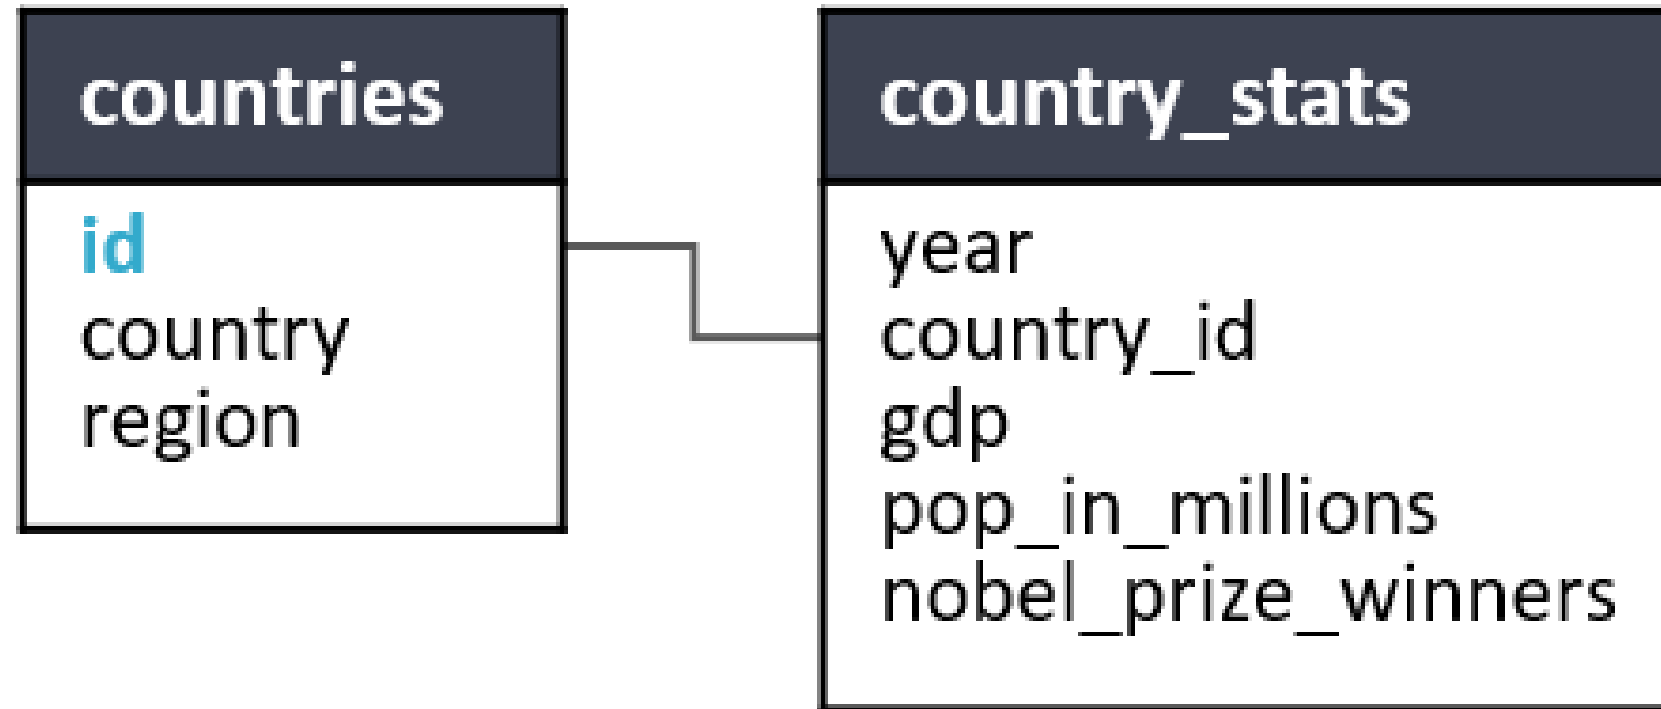 countries
id
country
region
country_stats
year
country_id
gdp
pop_in_millions
nobel_prize_winners